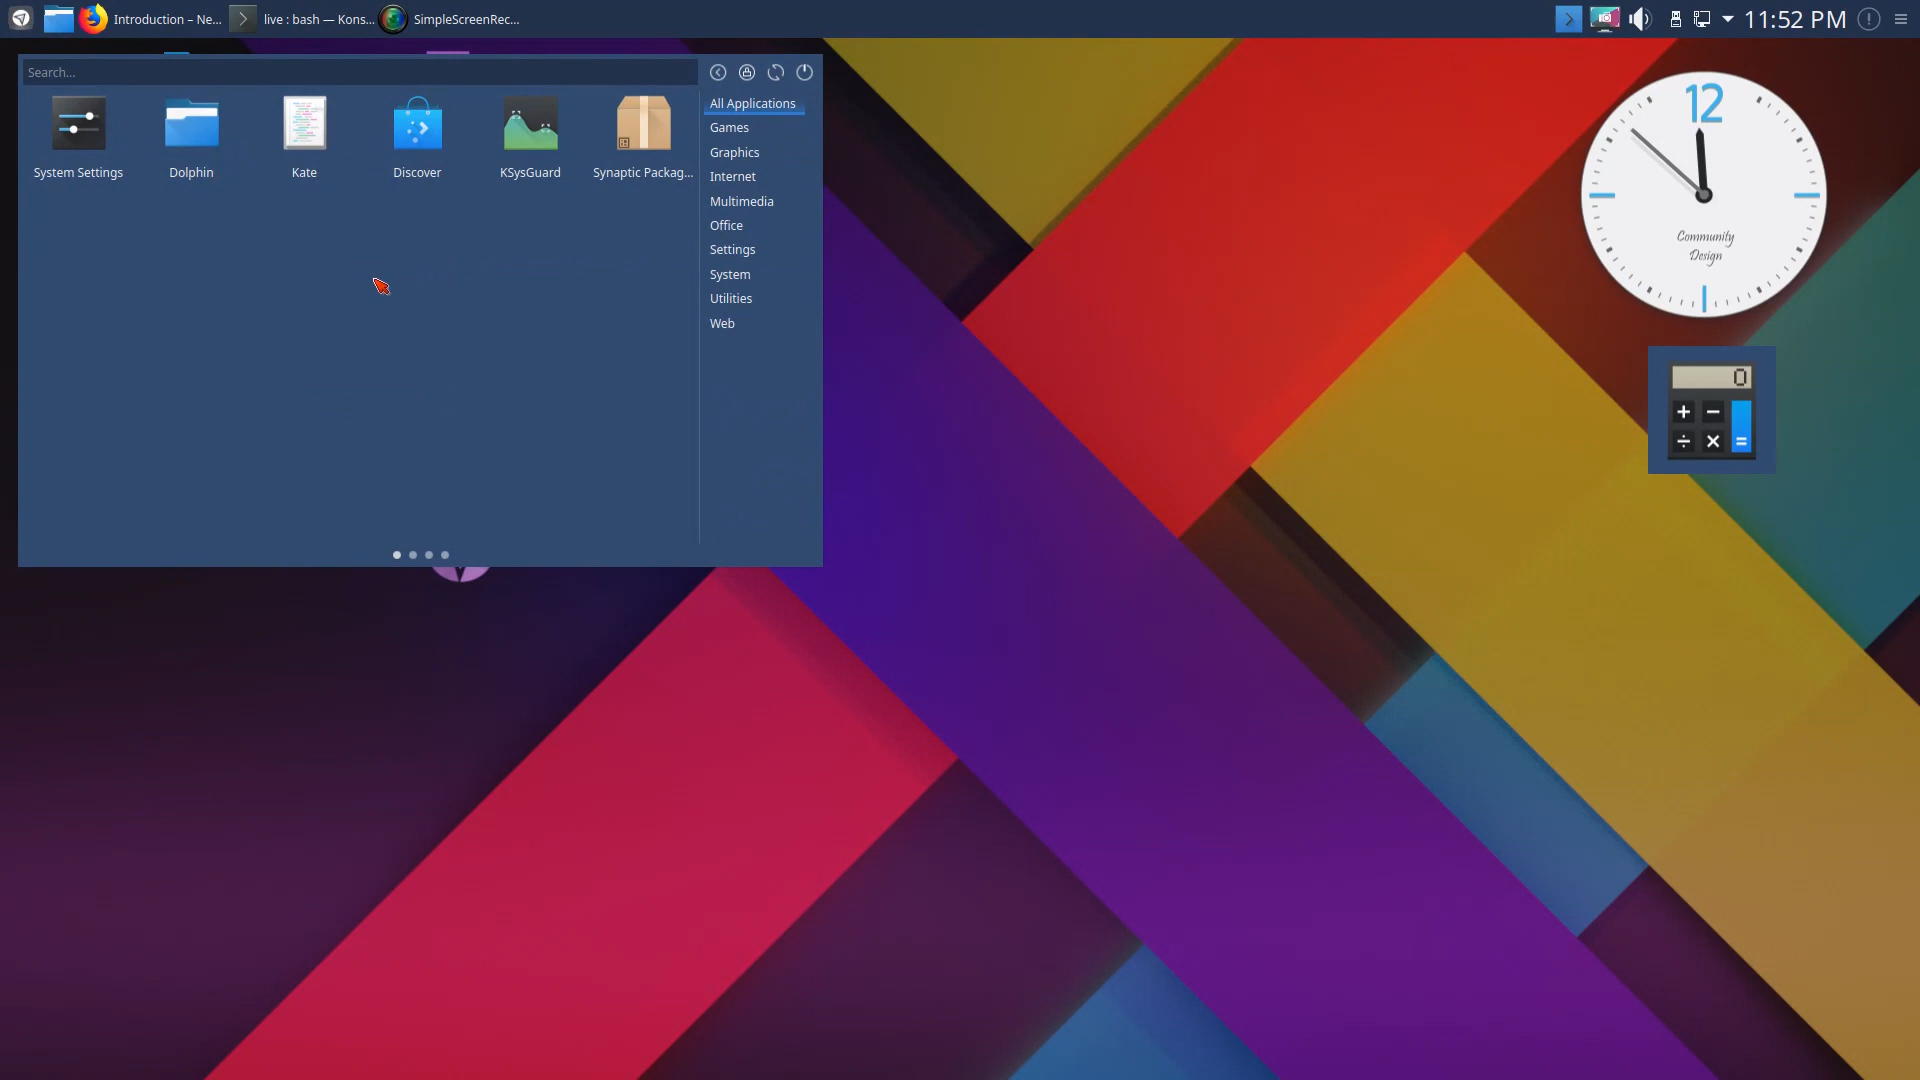 Introduction – Ne...
live : bash — Kons...
SimpleScreenRec...
11:52 PM
Search...
System Settings
Dolphin
Kate
Discover
KSysGuard
Synaptic Packag...
All Applications
Games
Graphics
Internet
Multimedia
Office
Settings
System
Utilities
Web
12
Community
Design
0
+ −
÷ × =